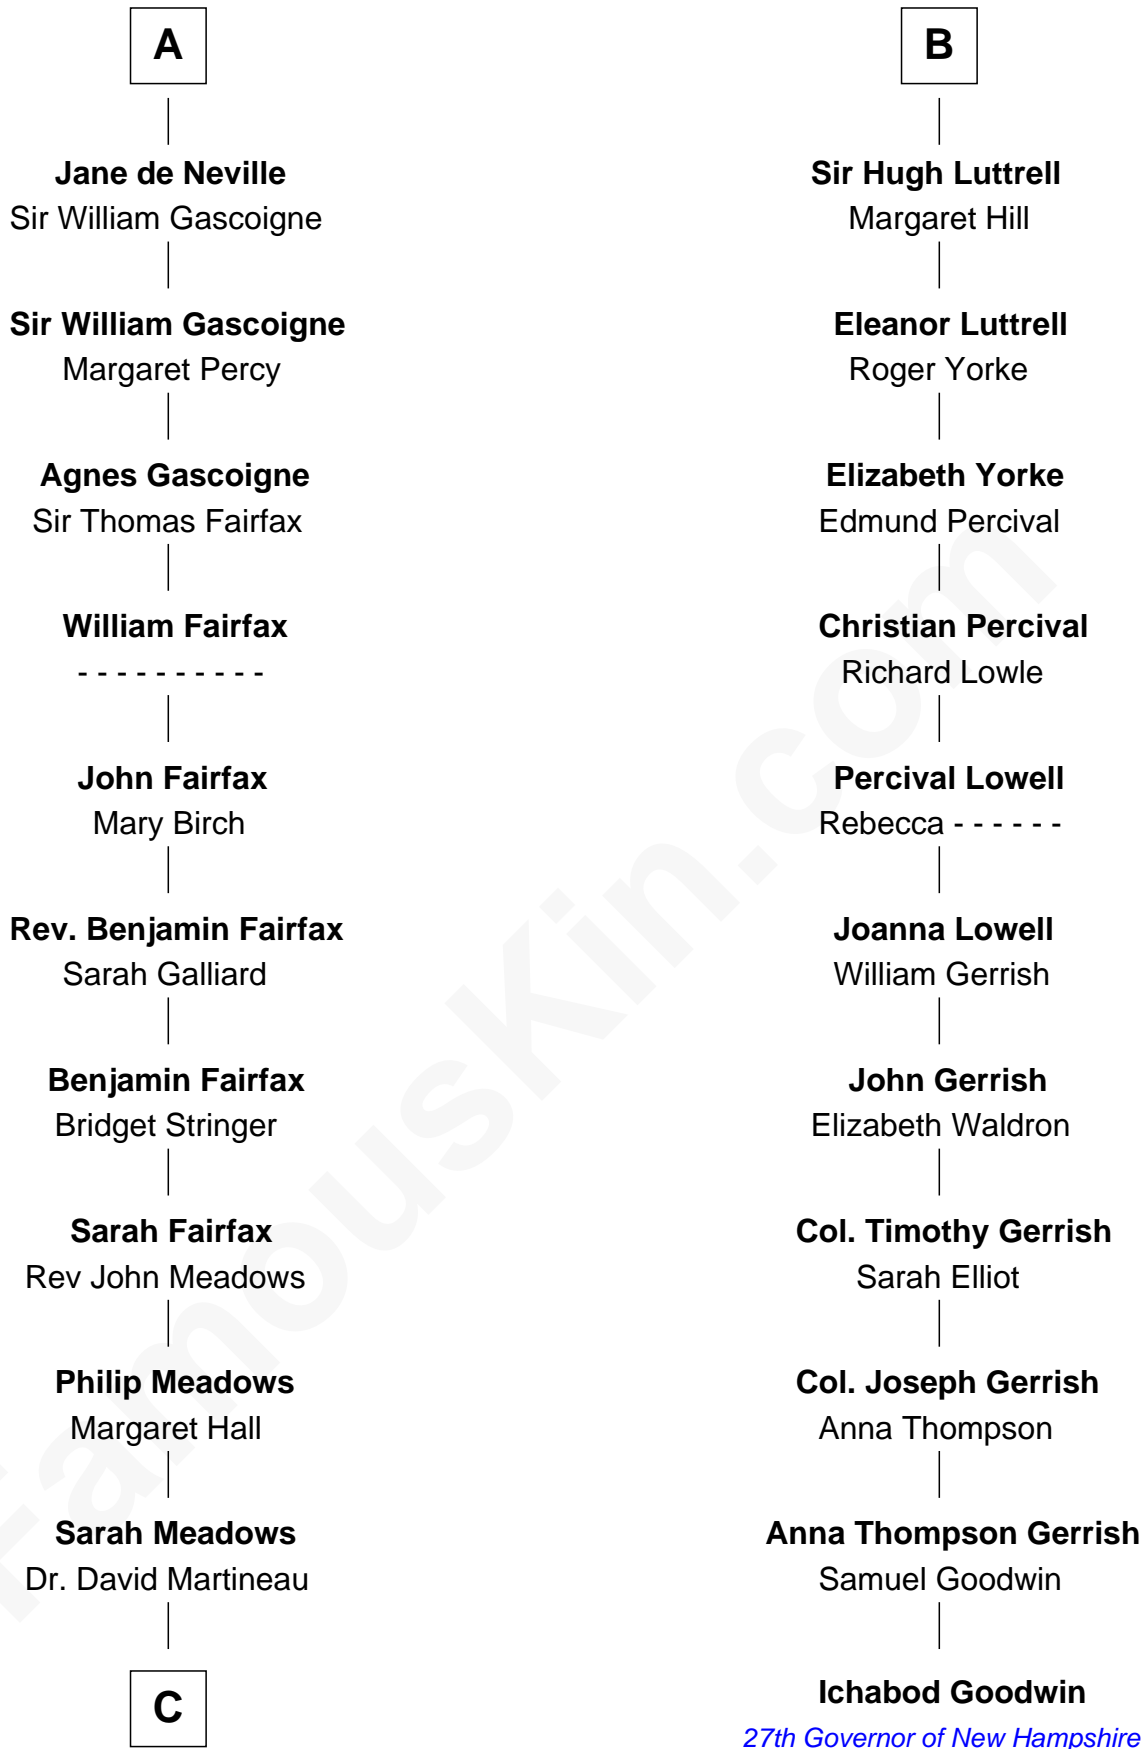 A
Jane de Neville
Sir William Gascoigne
Sir William Gascoigne
Margaret Percy
Agnes Gascoigne
Sir Thomas Fairfax
William Fairfax
- - - - - - - - - -
John Fairfax
Mary Birch
Rev. Benjamin Fairfax
Sarah Galliard
Benjamin Fairfax
Bridget Stringer
Sarah Fairfax
Rev John Meadows
Philip Meadows
Margaret Hall
Sarah Meadows
Dr. David Martineau
C
B
Sir Hugh Luttrell
Margaret Hill
Eleanor Luttrell
Roger Yorke
Elizabeth Yorke
Edmund Percival
Christian Percival
Richard Lowle
Percival Lowell
Rebecca - - - - - -
Joanna Lowell
William Gerrish
John Gerrish
Elizabeth Waldron
Col. Timothy Gerrish
Sarah Elliot
Col. Joseph Gerrish
Anna Thompson
Anna Thompson Gerrish
Samuel Goodwin
Ichabod Goodwin
27th Governor of New Hampshire
FamousKin.com